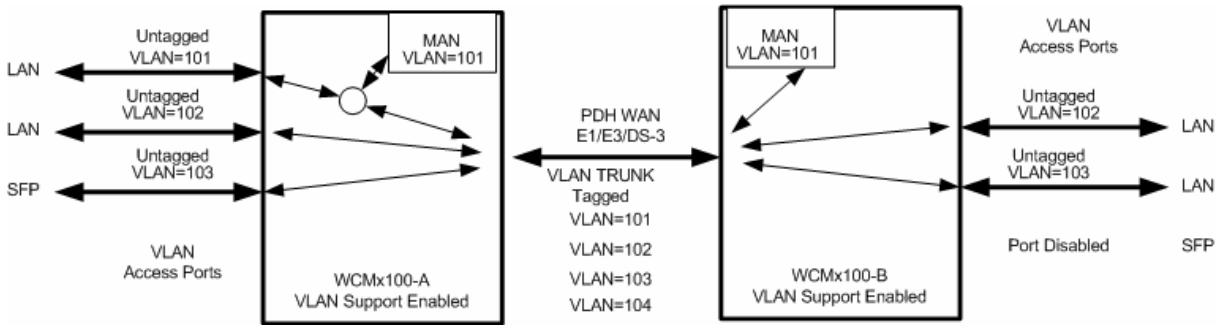 Untagged
VLAN=101
LAN
Untagged
VLAN=102
LAN
Untagged
VLAN=103
SFP
VLAN
Access Ports
MAN
VLAN=101
WCMx100-A
VLAN Support Enabled
PDH WAN
E1/E3/DS-3
VLAN TRUNK
Tagged
VLAN=101
VLAN=102
VLAN=103
VLAN=104
MAN
VLAN=101
WCMx100-B
VLAN Support Enabled
VLAN
Access Ports
Untagged
VLAN=102
LAN
Untagged
VLAN=103
LAN
Port Disabled
SFP